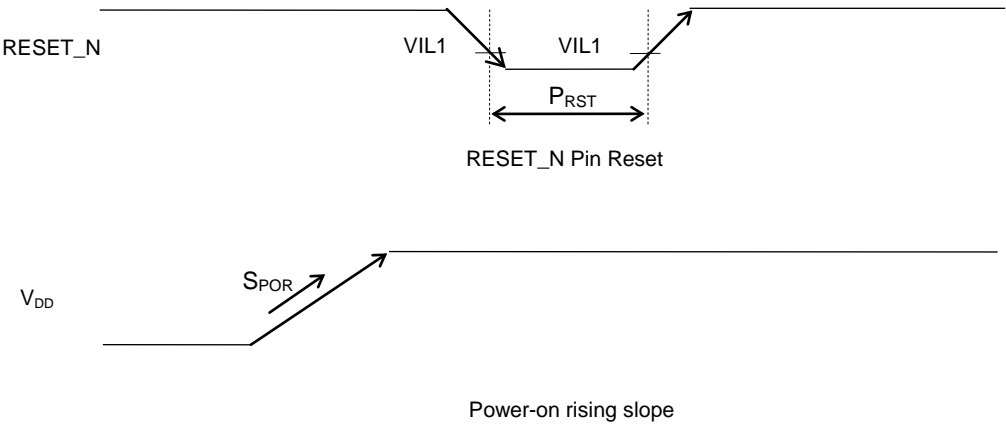 RESET_N
VIL1
VIL1
PRST
RESET_N Pin Reset
SPOR
VDD
Power-on rising slope